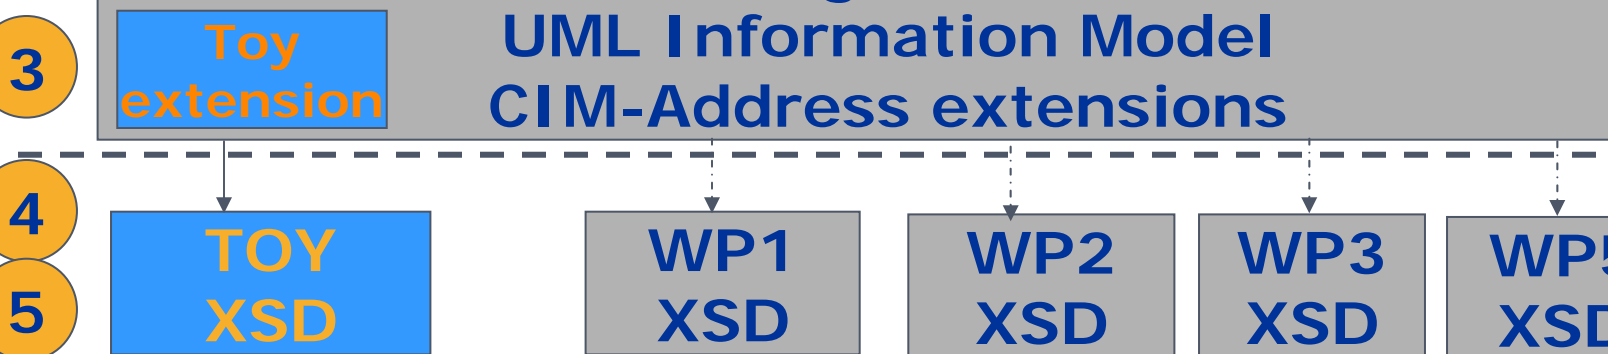 3
Toy
extension
UML Information Model
CIM-Address extensions
4
5
TOY
XSD
WP1
XSD
WP2
XSD
WP3
XSD
XSD